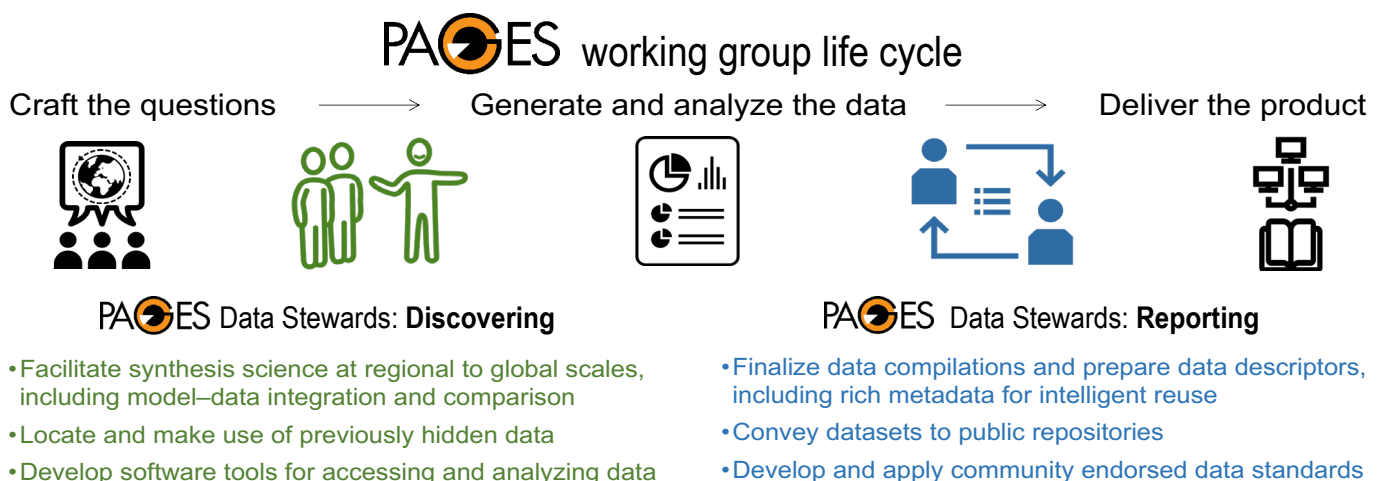 PAGES working group life cycle
Craft the questions
Generate and analyze the data
Deliver the product
PAGES Data Stewards: Discovering
•Facilitate synthesis science at regional to global scales,
including model–data integration and comparison
•Locate and make use of previously hidden data
•Develop software tools for accessing and analyzing data
PAGES Data Stewards: Reporting
•Finalize data compilations and prepare data descriptors,
including rich metadata for intelligent reuse
•Convey datasets to public repositories
•Develop and apply community endorsed data standards